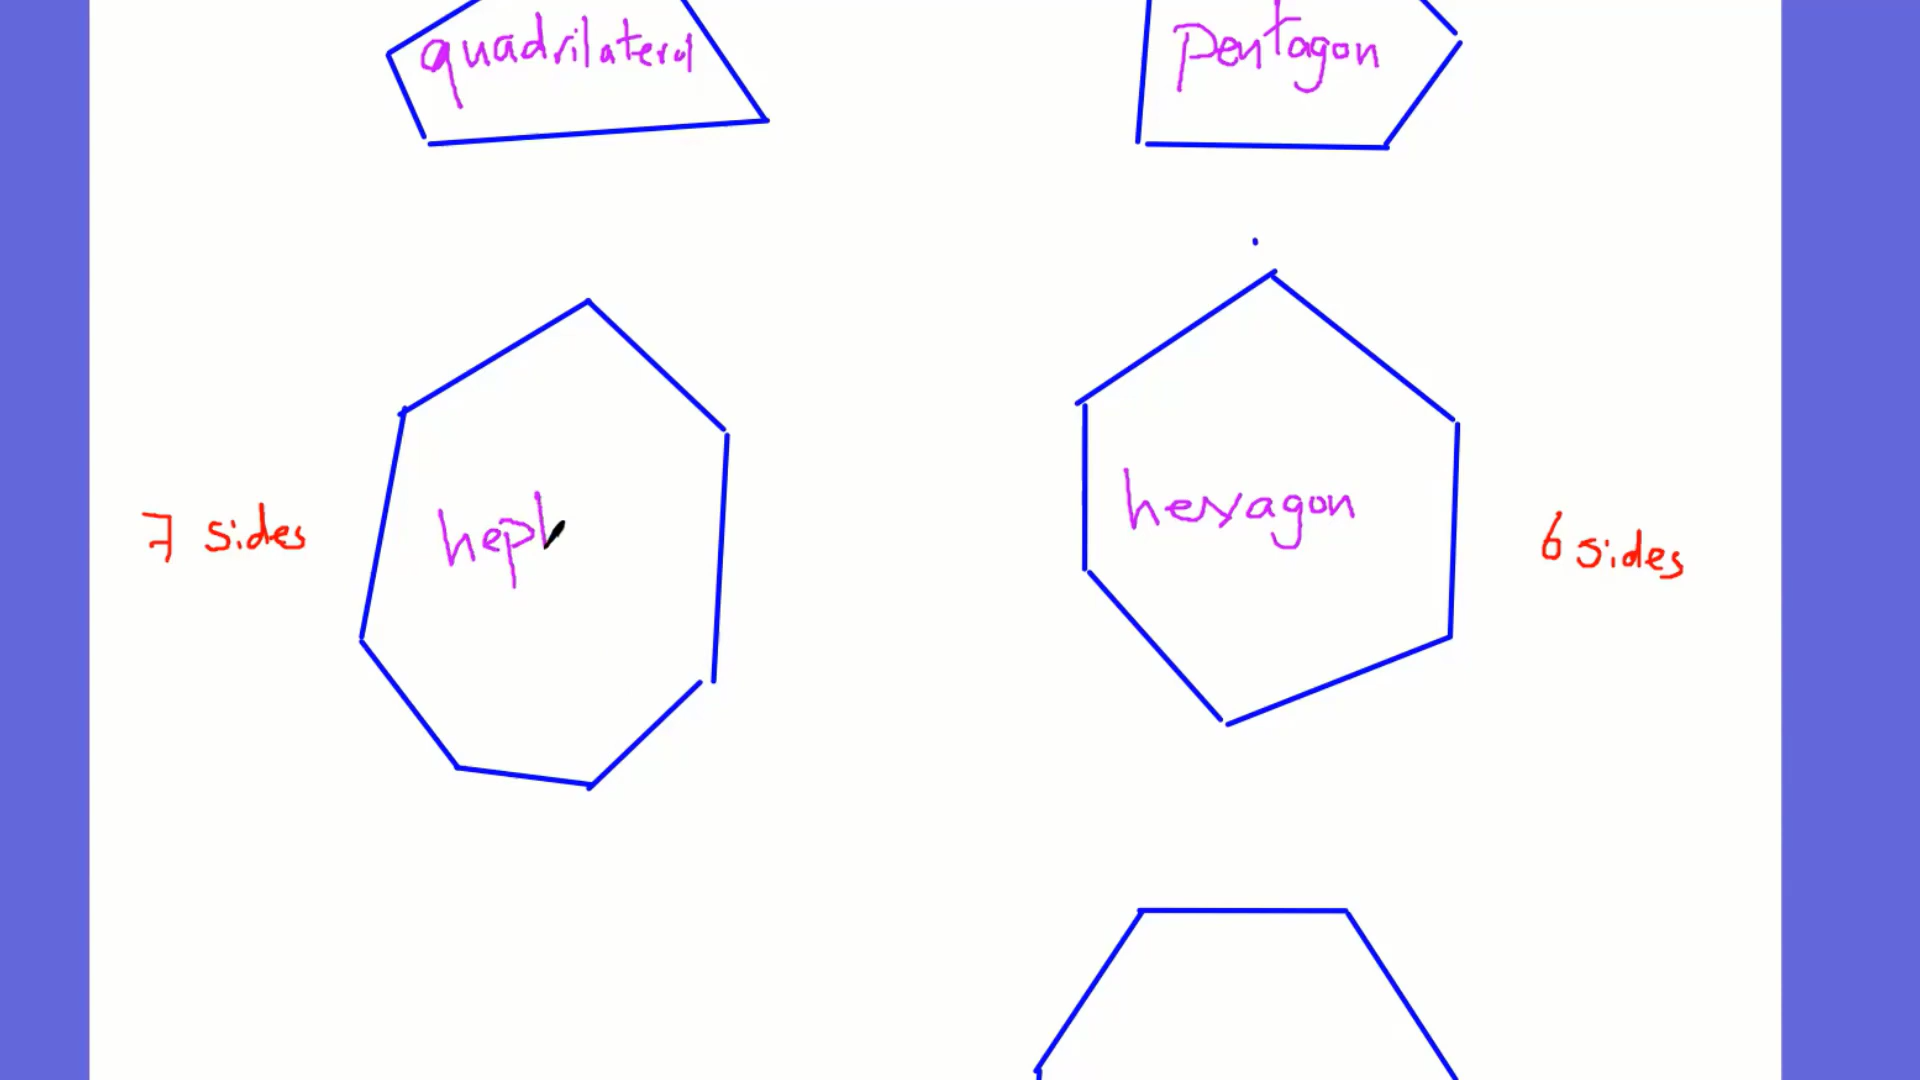 quadrilateral
pentagon
hexagon
7 sides
hept
6 sides